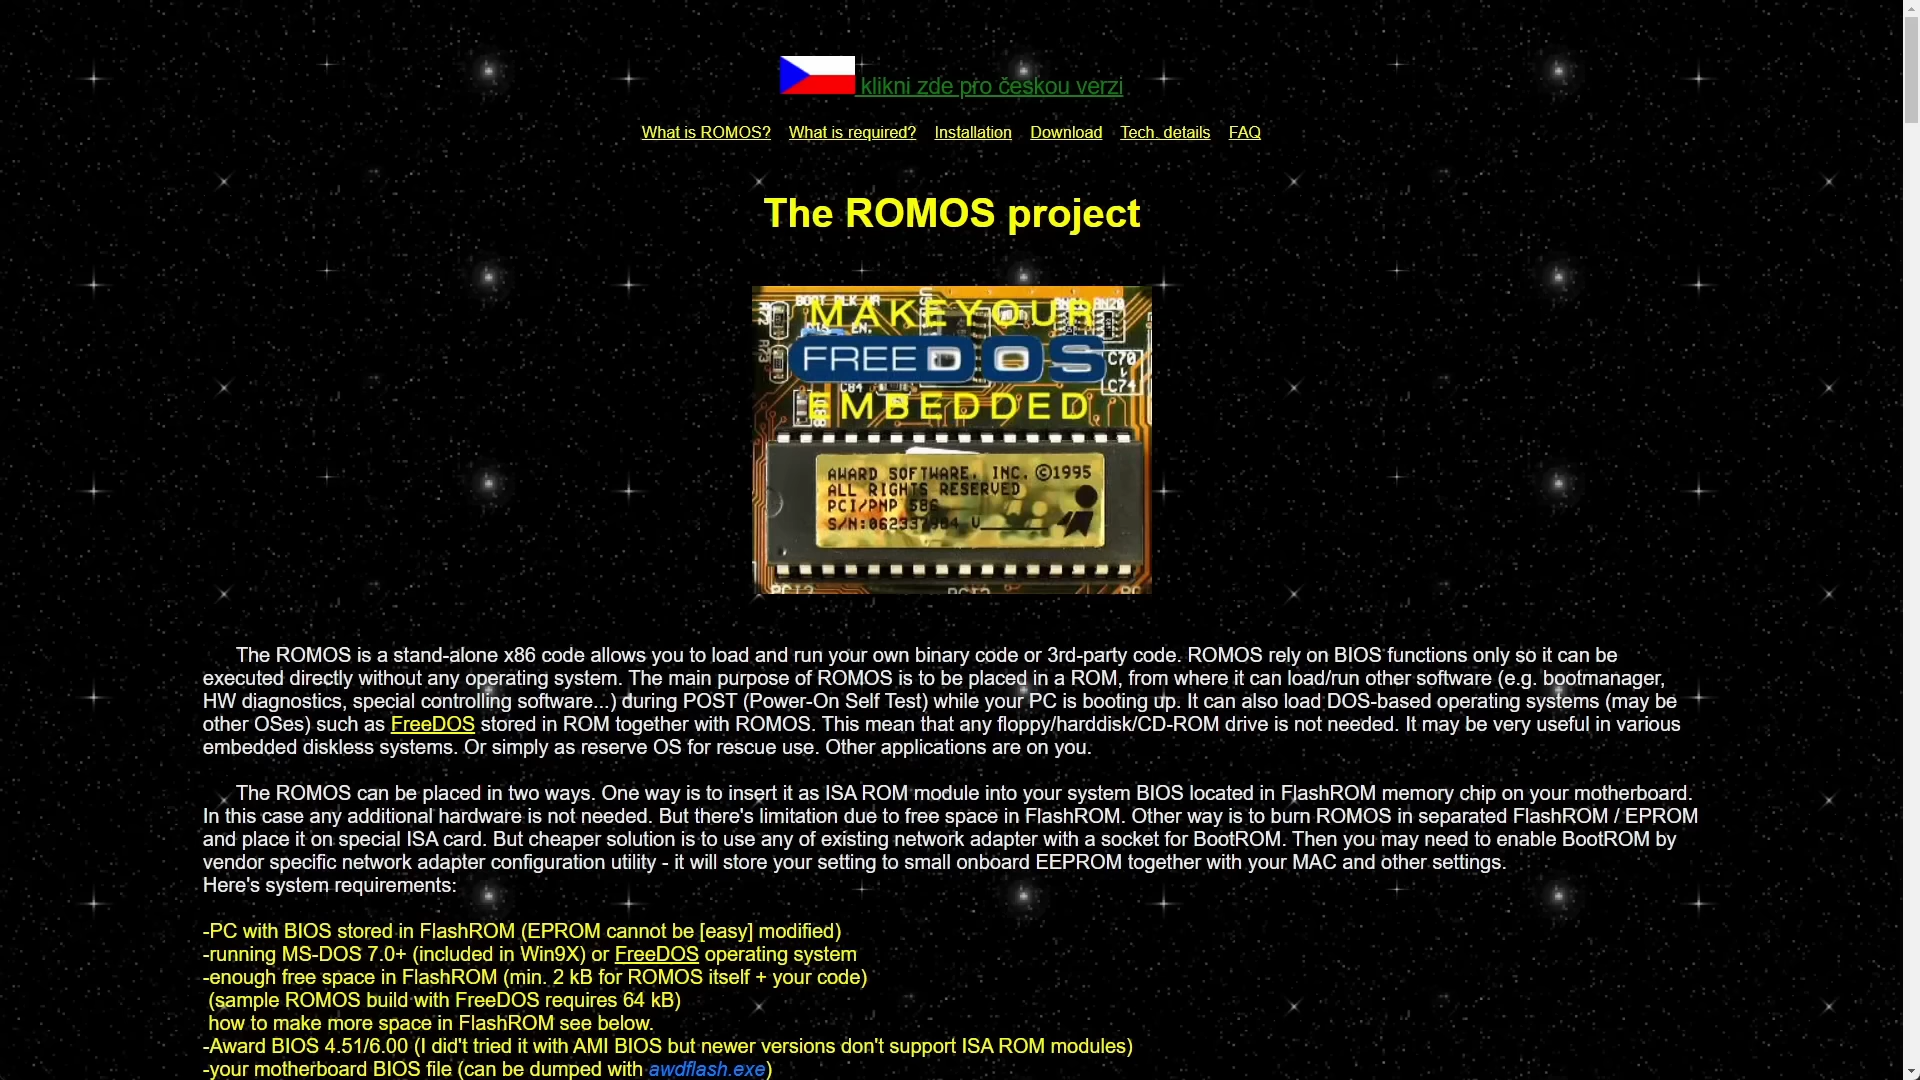 klikni zde pro českou verzi
What is ROMOS? What is required? Installation Download Tech. details FAQ
The ROMOS project
BOOT BLK WR
MAKE YOUR
DIS EN.
AN20
R72
R73
FREEDOS
C70
C74
C84
EMBEDDED
AWARD SOFTWARE, INC. ©1995
ALL RIGHTS RESERVED
PCI/PNP 586
S/N:062337984 V
The ROMOS is a stand-alone x86 code allows you to load and run your own binary code or 3rd-party code. ROMOS rely on BIOS functions only so it can be
executed directly without any operating system. The main purpose of ROMOS is to be placed in a ROM, from where it can load/run other software (e.g. bootmanager,
HW diagnostics, special controlling software...) during POST (Power-On Self Test) while your PC is booting up. It can also load DOS-based operating systems (may be
other OSes) such as FreeDOS stored in ROM together with ROMOS. This mean that any floppy/harddisk/CD-ROM drive is not needed. It may be very useful in various
embedded diskless systems. Or simply as reserve OS for rescue use. Other applications are on you.
The ROMOS can be placed in two ways. One way is to insert it as ISA ROM module into your system BIOS located in FlashROM memory chip on your motherboard.
In this case any additional hardware is not needed. But there's limitation due to free space in FlashROM. Other way is to burn ROMOS in separated FlashROM / EPROM
and place it on special ISA card. But cheaper solution is to use any of existing network adapter with a socket for BootROM. Then you may need to enable BootROM by
vendor specific network adapter configuration utility - it will store your setting to small onboard EEPROM together with your MAC and other settings.
Here's system requirements:
-PC with BIOS stored in FlashROM (EPROM cannot be [easy] modified)
-running MS-DOS 7.0+ (included in Win9X) or FreeDOS operating system
-enough free space in FlashROM (min. 2 kB for ROMOS itself + your code)
(sample ROMOS build with FreeDOS requires 64 kB)
how to make more space in FlashROM see below.
-Award BIOS 4.51/6.00 (I did't tried it with AMI BIOS but newer versions don't support ISA ROM modules)
-your motherboard BIOS file (can be dumped with awdflash.exe)